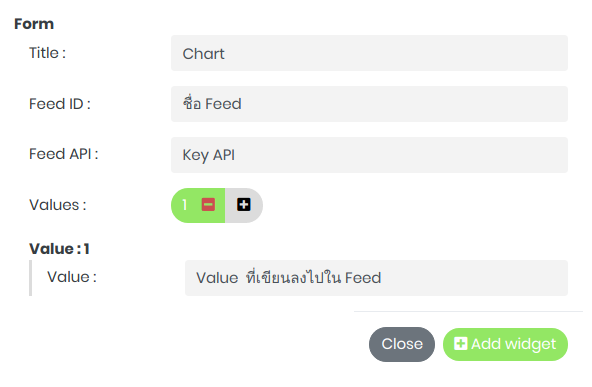 Form
Title : Chart
Feed ID : ชื่อ Feed
Feed API : Key API
Values : 1
Value : 1
Value : Value ที่เขียนลงไปใน Feed
Close Add widget